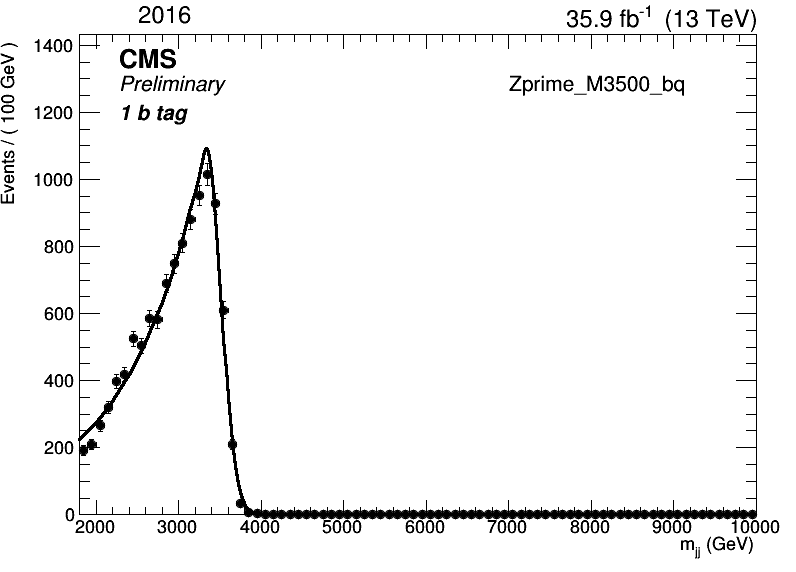 2016
35.9 fb-1 (13 TeV)
CMS
Preliminary
1 b tag
Zprime_M3500_bq
Events / ( 100 GeV )
1400
1200
1000
800
600
400
200
0
2000 3000 4000 5000 6000 7000 8000 9000 10000
mjj (GeV)